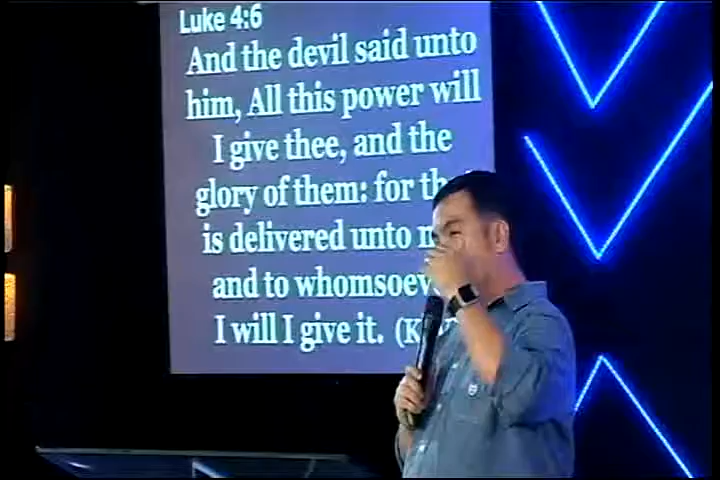 Luke 4:6
And the devil said unto
him, All this power will
I give thee, and the
glory of them: for
is delivered unto
and to
I will I give it.